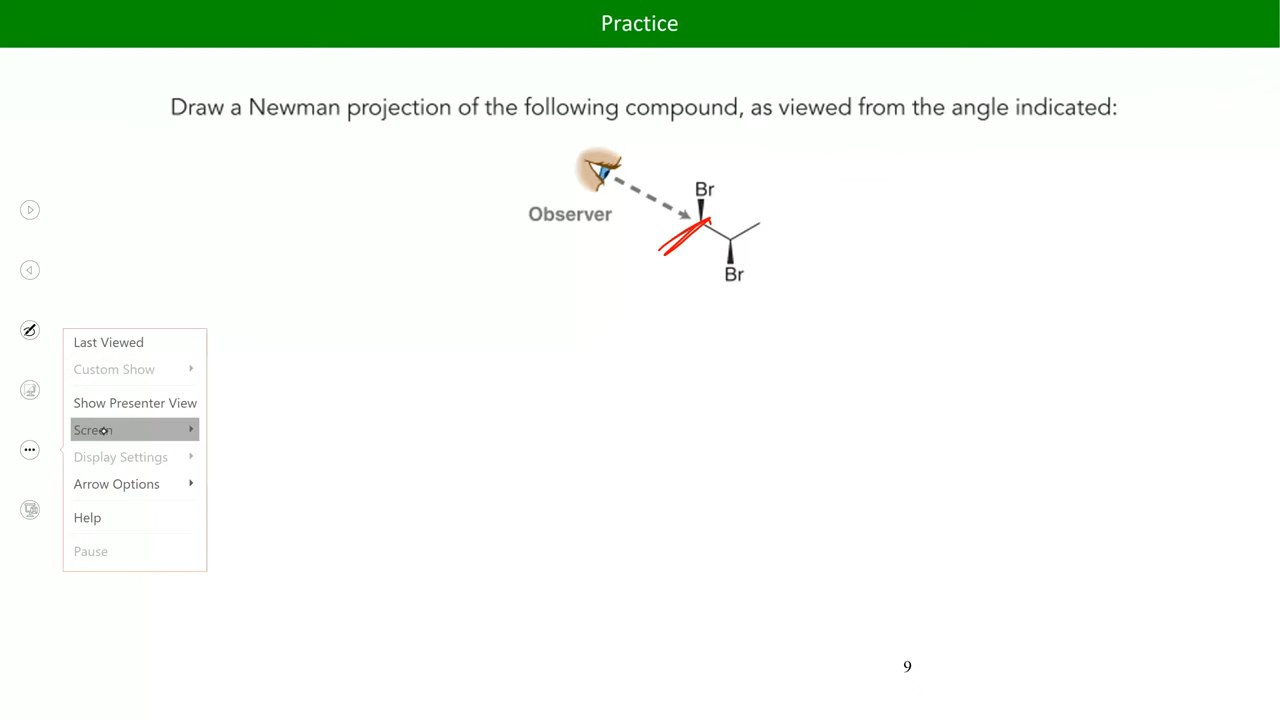 Practice
Draw a Newman projection of the following compound, as viewed from the angle indicated:
Br
Observer
Br
Last Viewed
Custom Show
Show Presenter View
Screen
Display Settings
Arrow Options
Help
Pause
9